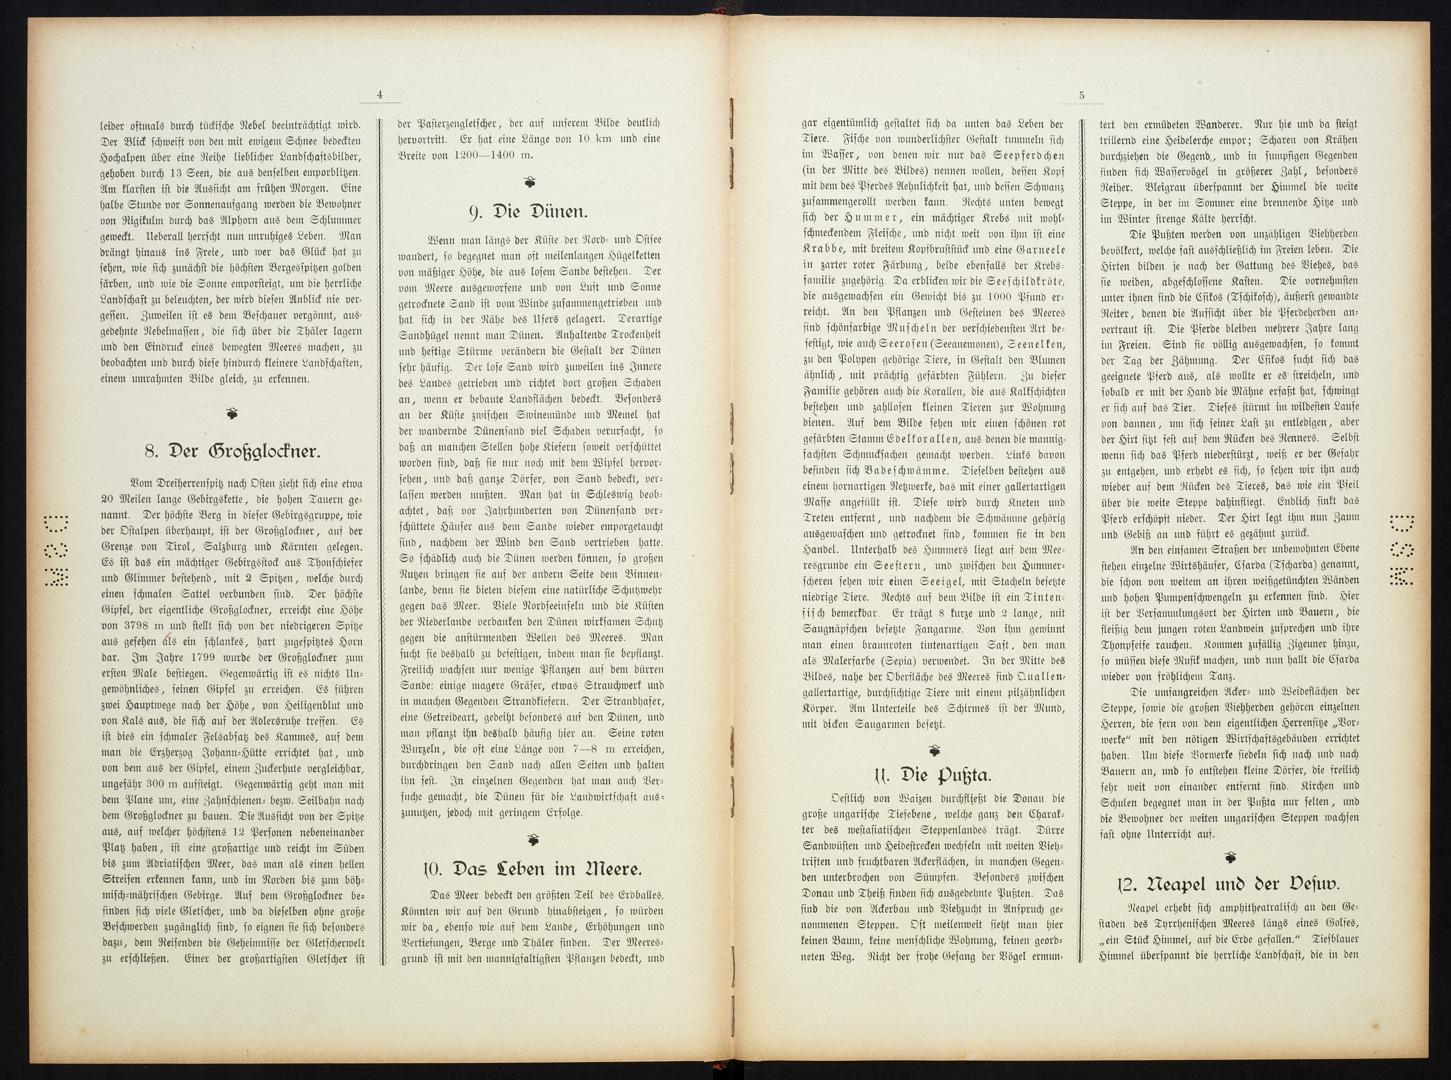 4
leider oftmals durch tückische Nebel beeinträchtigt wird.
Der Blick schweift von den mit ewigem Schnee bedeckten
Hochalpen über eine Reihe lieblicher Landschaftsbilder,
gehoben durch 13 Seen, die aus denselben emporblitzen.
Am klarsten ist die Aussicht am frühen Morgen. Eine
halbe Stunde vor Sonnenaufgang werden die Bewohner
von Rigikulm durch das Alphorn aus dem Schlummer
geweckt. Ueberall herrscht nun unruhiges Leben. Man
drängt hinaus ins Freie, und wer das Glück hat zu
sehen, wie sich zunächst die höchsten Bergesspitzen golden
färben, und wie die Sonne emporsteigt, um die herrliche
Landschaft zu beleuchten, der wird diesen Anblick nie ver-
gessen. Zuweilen ist es dem Beschauer vergönnt, aus-
gedehnte Nebelmassen, die sich über die Thäler lagern
und den Eindruck eines bewegten Meeres machen, zu
beobachten und durch diese hindurch kleinere Landschaften,
einem umrahnten Bilde gleich, zu erkennen.
8. Der Großglockner.
Vom Dreiherrenspitz nach Osten zieht sich eine etwa
20 Meilen lange Gebirgskette, die hohen Tauern ge-
nannt. Der höchste Berg in dieser Gebirgsgruppe, wie
der Ostalpen überhaupt, ist der Großglockner, auf der
Grenze von Tirol, Salzburg und Kärnten gelegen.
Es ist das ein mächtiger Gebirgsstock aus Thonschiefer
und Glimmer bestehend, mit 2 Spitzen, welche durch
einen schmalen Sattel verbunden sind. Der höchste
Gipfel, der eigentliche Großglockner, erreicht eine Höhe
von 3798 m und stellt sich von der niedrigeren Spitze
aus gesehen als ein schlankes, hart zugespitztes Horn
dar. Im Jahre 1799 wurde der Großglockner zum
ersten Male bestiegen. Gegenwärtig ist es nichts Un-
gewöhnliches, seinen Gipfel zu erreichen. Es führen
zwei Hauptwege nach der Höhe, von Heiligenblut und
von Kals aus, die sich auf der Adlersruhe treffen. Es
ist dies ein schmaler Felsabsatz des Kammes, auf dem
man die Erzherzog Johann-Hütte errichtet hat, und
von dem aus der Gipfel, einem Zuckerhute vergleichbar,
ungefähr 300 m aufsteigt. Gegenwärtig geht man mit
dem Plane um, eine Zahnschienen- bezw. Seilbahn nach
dem Großglockner zu bauen. Die Aussicht von der Spitze
aus, auf welcher höchstens 12 Personen nebeneinander
Platz haben, ist eine großartige und reicht im Süden
bis zum Adriatischen Meer, das man als einen hellen
Streifen erkennen kann, und im Norden bis zum böh-
misch-mährischen Gebirge. Auf dem Großglockner be-
finden sich viele Gletscher, und da dieselben ohne große
Beschwerden zugänglich sind, so eignen sie sich besonders
dazu, dem Reisenden die Geheimnisse der Gletscherwelt
zu erschließen. Einer der großartigsten Gletscher ist
der Pasterzengletscher, der auf unserem Bilde deutlich
hervortritt. Er hat eine Länge von 10 km und eine
Breite von 1200—1400 m.
9. Die Dünen.
Wenn man längs der Küste der Nord- und Ostsee
wandert, so begegnet man oft meilenlangen Hügelketten
von mäßiger Höhe, die aus losem Sande bestehen. Der
vom Meere ausgeworfene und von Luft und Sonne
getrocknete Sand ist vom Winde zusammengetrieben und
hat sich in der Nähe des Ufers gelagert. Derartige
Sandhügel nennt man Dünen. Anhaltende Trockenheit
und heftige Stürme verändern die Gestalt der Dünen
sehr häufig. Der lose Sand wird zuweilen ins Innere
des Landes getrieben und richtet dort großen Schaden
an, wenn er bebaute Landflächen bedeckt. Besonders
an der Küste zwischen Swinemünde und Memel hat
der wandernde Dünensand viel Schaden verursacht, so
daß an manchen Stellen hohe Kiefern soweit verschüttet
worden sind, daß sie nur noch mit dem Wipfel hervor-
sehen, und daß ganze Dörfer, von Sand bedeckt, ver-
lassen werden mußten. Man hat in Schleswig beob-
achtet, daß vor Jahrhunderten von Dünensand ver-
schüttete Häuser aus dem Sande wieder emporgetaucht
sind, nachdem der Wind den Sand vertrieben hatte.
So schädlich auch die Dünen werden können, so großen
Nutzen bringen sie auf der andern Seite dem Binnen-
lande, denn sie bieten diesem eine natürliche Schutzwehr
gegen das Meer. Viele Nordseeinseln und die Küsten
der Niederlande verdanken den Dünen wirksamen Schutz
gegen die anstürmenden Wellen des Meeres. Man
sucht sie deshalb zu befestigen, indem man sie bepflanzt.
Freilich wachsen nur wenige Pflanzen auf dem dürren
Sande: einige magere Gräser, etwas Strauchwerk und
in manchen Gegenden Strandkiefern. Der Strandhafer,
eine Getreideart, gedeiht besonders auf den Dünen, und
man pflanzt ihn deshalb häufig hier an. Seine roten
Wurzeln, die oft eine Länge von 7—8 m erreichen,
durchdringen den Sand nach allen Seiten und halten
ihn fest. In einzelnen Gegenden hat man auch Ver-
suche gemacht, die Dünen für die Landwirtschaft aus-
zunutzen, jedoch mit geringem Erfolge.
10. Das Leben im Meere.
Das Meer bedeckt den größten Teil des Erdballes.
Könnten wir auf den Grund hinabsteigen, so würden
wir da, ebenso wie auf dem Lande, Erhöhungen und
Vertiefungen, Berge und Thäler finden. Der Meeres-
grund ist mit den mannigfaltigsten Pflanzen bedeckt, und
5
gar eigentümlich gestaltet sich da unten das Leben der
Tiere. Fische von wunderlichster Gestalt tummeln sich
im Wasser, von denen wir nur das Seepferdchen
(in der Mitte des Bildes) nennen wollen, dessen Kopf
mit dem des Pferdes Aehnlichkeit hat, und dessen Schwanz
zusammengerollt werden kann. Rechts unten bewegt
sich der Hummer, ein mächtiger Krebs mit wohl-
schmeckendem Fleische, und nicht weit von ihm ist eine
Krabbe, mit breitem Kopfbruststück und eine Garneele
in zarter roter Färbung, beide ebenfalls der Krebs-
familie zugehörig. Da erblicken wir die Seeschildkröte,
die ausgewachsen ein Gewicht bis zu 1000 Pfund er-
reicht. An den Pflanzen und Gesteinen des Meeres
sind schönfarbige Muscheln der verschiedensten Art be-
festigt, wie auch Seerosen (Seeanemonen), Seenelken,
zu den Polypen gehörige Tiere, in Gestalt den Blumen
ähnlich, mit prächtig gefärbten Fühlern. Zu dieser
Familie gehören auch die Korallen, die aus Kalkschichten
bestehen und zahllosen kleinen Tieren zur Wohnung
dienen. Auf dem Bilde sehen wir einen schönen rot
gefärbten Stamm Edelkorallen, aus denen die mannig-
fachsten Schmucksachen gemacht werden. Links davon
befinden sich Badeschwämme. Dieselben bestehen aus
einem hornartigen Netzwerke, das mit einer gallertartigen
Masse angefüllt ist. Diese wird durch Kneten und
Treten entfernt, und nachdem die Schwämme gehörig
ausgewaschen und getrocknet sind, kommen sie in den
Handel. Unterhalb des Hummers liegt auf dem Mee-
resgrunde ein Seestern, und zwischen den Hummer-
scheren sehen wir einen Seeigel, mit Stacheln besetzte
niedrige Tiere. Rechts auf dem Bilde ist ein Tinten-
fisch bemerkbar. Er trägt 8 kurze und 2 lange, mit
Saugnäpfchen besetzte Fangarme. Von ihm gewinnt
man einen braunroten tintenartigen Saft, den man
als Malerfarbe (Sepia) verwendet. In der Mitte des
Bildes, nahe der Oberfläche des Meeres sind Quallen,
gallertartige, durchsichtige Tiere mit einem pilzähnlichen
Körper. Am Unterteile des Schirmes ist der Mund,
mit dicken Saugarmen besetzt.
11. Die Pußta.
Oestlich von Waizen durchfließt die Donau die
große ungarische Tiefebene, welche ganz den Charak-
ter des westasiatischen Steppenlandes trägt. Dürre
Sandwüsten und Heidestrecken wechseln mit weiten Vieh-
triften und fruchtbaren Ackerflächen, in manchen Gegen-
den unterbrochen von Sümpfen. Besonders zwischen
Donau und Theiß finden sich ausgedehnte Pußten. Das
sind die von Ackerbau und Viehzucht in Anspruch ge-
nommenen Steppen. Oft meilenweit sieht man hier
keinen Baum, keine menschliche Wohnung, keinen geord-
neten Weg. Nicht der frohe Gesang der Vögel ermun-
tert den ermüdeten Wanderer. Nur hie und da steigt
trillernd eine Heidelerche empor; Scharen von Krähen
durchziehen die Gegend, und in sumpfigen Gegenden
finden sich Wasservögel in größerer Zahl, besonders
Reiher. Bleigrau überspannt der Himmel die weite
Steppe, in der im Sommer eine brennende Hitze und
im Winter strenge Kälte herrscht.
Die Pußten werden von unzähligen Viehherden
bevölkert, welche fast ausschließlich im Freien leben. Die
Hirten bilden je nach der Gattung des Viehes, das
sie weiden, abgeschlossene Kasten. Die vornehmsten
unter ihnen sind die Csikos (Tschikosch), äußerst gewandte
Reiter, denen die Aufsicht über die Pferdeherden an-
vertraut ist. Die Pferde bleiben mehrere Jahre lang
im Freien. Sind sie völlig ausgewachsen, so kommt
der Tag der Zähmung. Der Csikos sucht sich das
geeignete Pferd aus, als wollte er es streicheln, und
sobald er mit der Hand die Mähne erfaßt hat, schwingt
er sich auf das Tier. Dieses stürmt im wildesten Laufe
von dannen, um sich seiner Last zu entledigen, aber
der Hirt sitzt fest auf dem Rücken des Renners. Selbst
wenn sich das Pferd niederstürzt, weiß er der Gefahr
zu entgehen, und erhebt es sich, so sehen wir ihn auch
wieder auf dem Rücken des Tieres, das wie ein Pfeil
über die weite Steppe dahinfliegt. Endlich sinkt das
Pferd erschöpft nieder. Der Hirt legt ihm nun Zaum
und Gebiß an und führt es gezähmt zurück.
An den einsamen Straßen der unbewohnten Ebene
stehen einzelne Wirtshäuser, Csarda (Tscharda) genannt,
die schon von weitem an ihren weißgetünchten Wänden
und hohen Pumpenschwengeln zu erkennen sind. Hier
ist der Versammlungsort der Hirten und Bauern, die
fleißig dem jungen roten Landwein zusprechen und ihre
Thonpfeife rauchen. Kommen zufällig Zigeuner hinzu,
so müssen diese Musik machen, und nun hallt die Csarda
wieder von fröhlichem Tanz.
Die umfangreichen Acker- und Weideflächen der
Steppe, sowie die großen Viehherden gehören einzelnen
Herren, die fern von dem eigentlichen Herrensitze „Vor-
werke“ mit den nötigen Wirtschaftsgebäuden errichtet
haben. Um diese Vorwerke siedeln sich nach und nach
Bauern an, und so entstehen kleine Dörfer, die freilich
sehr weit von einander entfernt sind. Kirchen und
Schulen begegnet man in der Pußta nur selten, und
die Bewohner der weiten ungarischen Steppen wachsen
fast ohne Unterricht auf.
12. Neapel und der Vesuv.
Neapel erhebt sich amphitheatralisch an den Ge-
staden des Tyrrhenischen Meeres längs eines Golfes,
„ein Stück Himmel, auf die Erde gefallen.“ Tiefblauer
Himmel überspannt die herrliche Landschaft, die in den